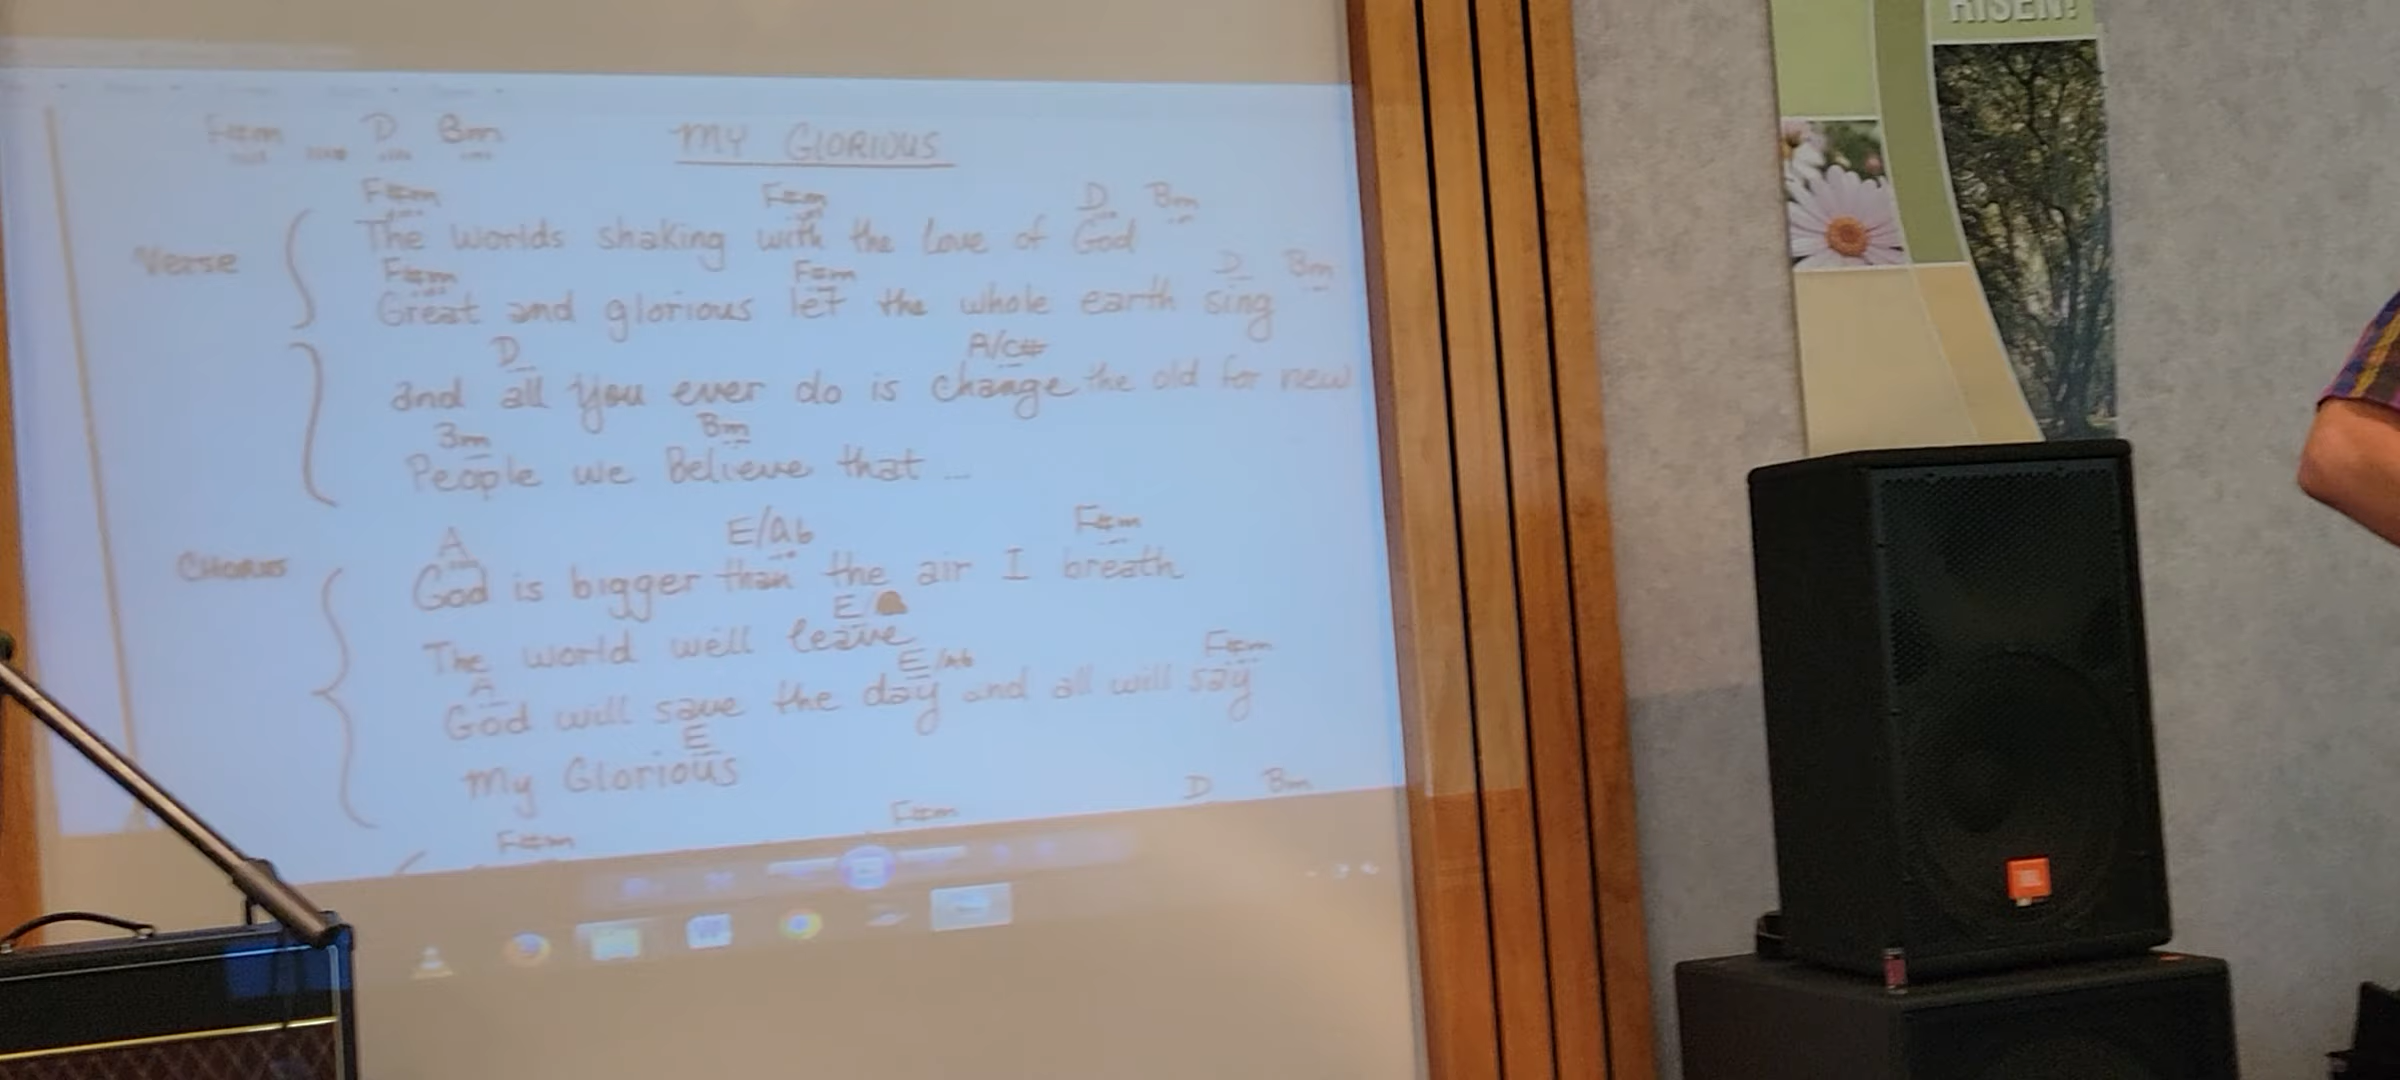 RISEN!
F#m D Bm
MY GLORIOUS
F#m F#m D Bm
Verse The worlds shaking with the love of God
F#m F#m D Bm
Great and glorious let the whole earth sing
D A/C#
and all you ever do is change the old for new
Bm Bm
People we Believe that ...
A E/ab F#m
CHORUS God is bigger than the air I breath
E/
The world well leave
A E/Ab F#m
God will save the day and all will say
E
My Glorious
F#m F#m D Bm
W
JBL